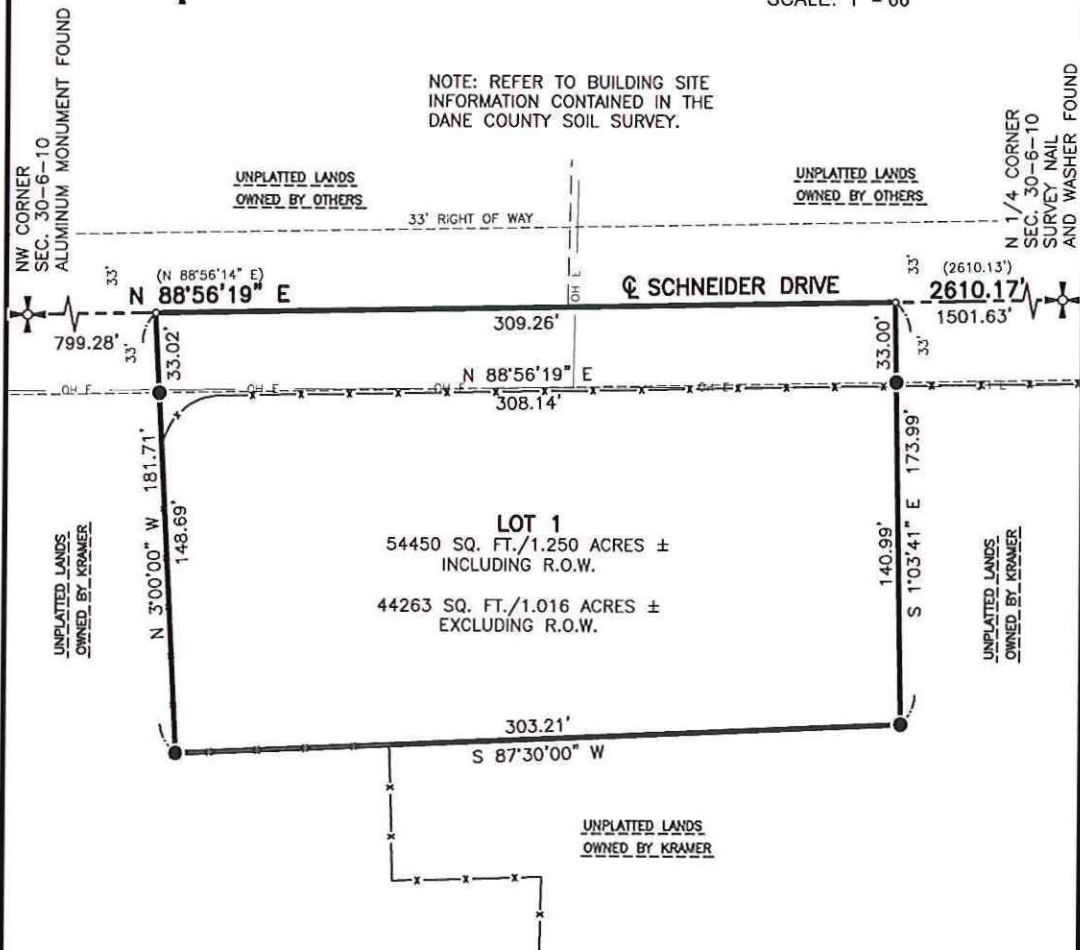 NOTE: REFER TO BUILDING SITE
INFORMATION CONTAINED IN THE
DANE COUNTY SOIL SURVEY.
NW CORNER
SEC. 30-6-10
ALUMINUM MONUMENT FOUND
N 1/4 CORNER
SEC. 30-6-10
SURVEY NAIL
AND WASHER FOUND
UNPLATTED LANDS
OWNED BY OTHERS
UNPLATTED LANDS
OWNED BY OTHERS
33' RIGHT OF WAY
33'
(N 88°56'14" E)
N 88°56'19" E
OH E
℄ SCHNEIDER DRIVE
33'
(2610.13')
2610.17'
799.28'
33'
33.02'
309.26'
33.00'
33'
1501.63'
N 88°56'19" E
OH E
OH E
OH E
OH E
308.14'
181.71'
N 3°00'00" W
148.69'
173.99'
S 1°03'41" E
140.99'
LOT 1
54450 SQ. FT./1.250 ACRES ±
INCLUDING R.O.W.
44263 SQ. FT./1.016 ACRES ±
EXCLUDING R.O.W.
UNPLATTED LANDS
OWNED BY KRAMER
UNPLATTED LANDS
OWNED BY KRAMER
303.21'
S 87°30'00" W
UNPLATTED LANDS
OWNED BY KRAMER